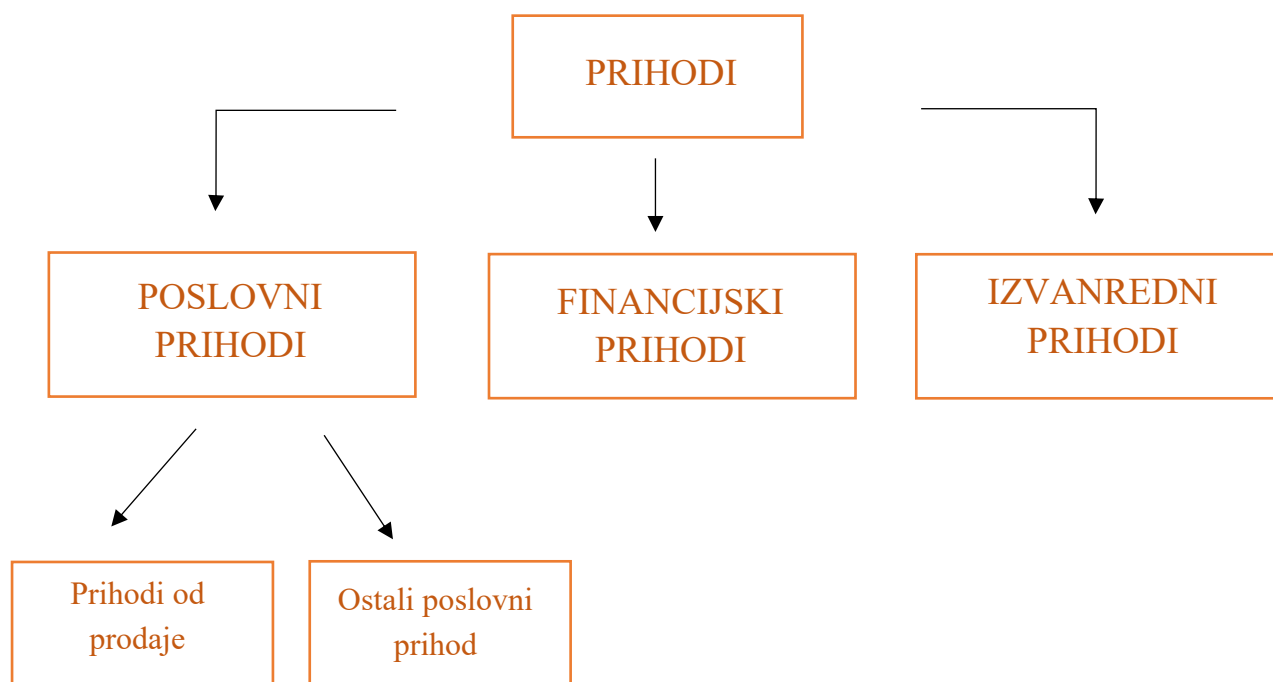 PRIHODI
POSLOVNI
PRIHODI
FINANCIJSKI
PRIHODI
IZVANREDNI
PRIHODI
Prihodi od
prodaje
Ostali poslovni
prihod